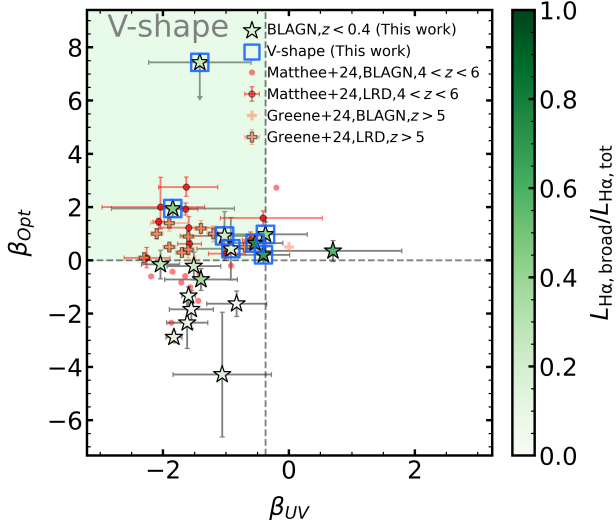 V-shape
BLAGN, z < 0.4 (This work)
V-shape (This work)
Matthee+24,BLAGN, 4 < z < 6
Matthee+24,LRD, 4 < z < 6
Greene+24,BLAGN, z > 5
Greene+24,LRD, z > 5
8
6
4
2
0
−2
−4
−6
β_Opt
−2
0
2
β_UV
1.0
0.8
0.6
0.4
0.2
0.0
L_Hα, broad/L_Hα, tot